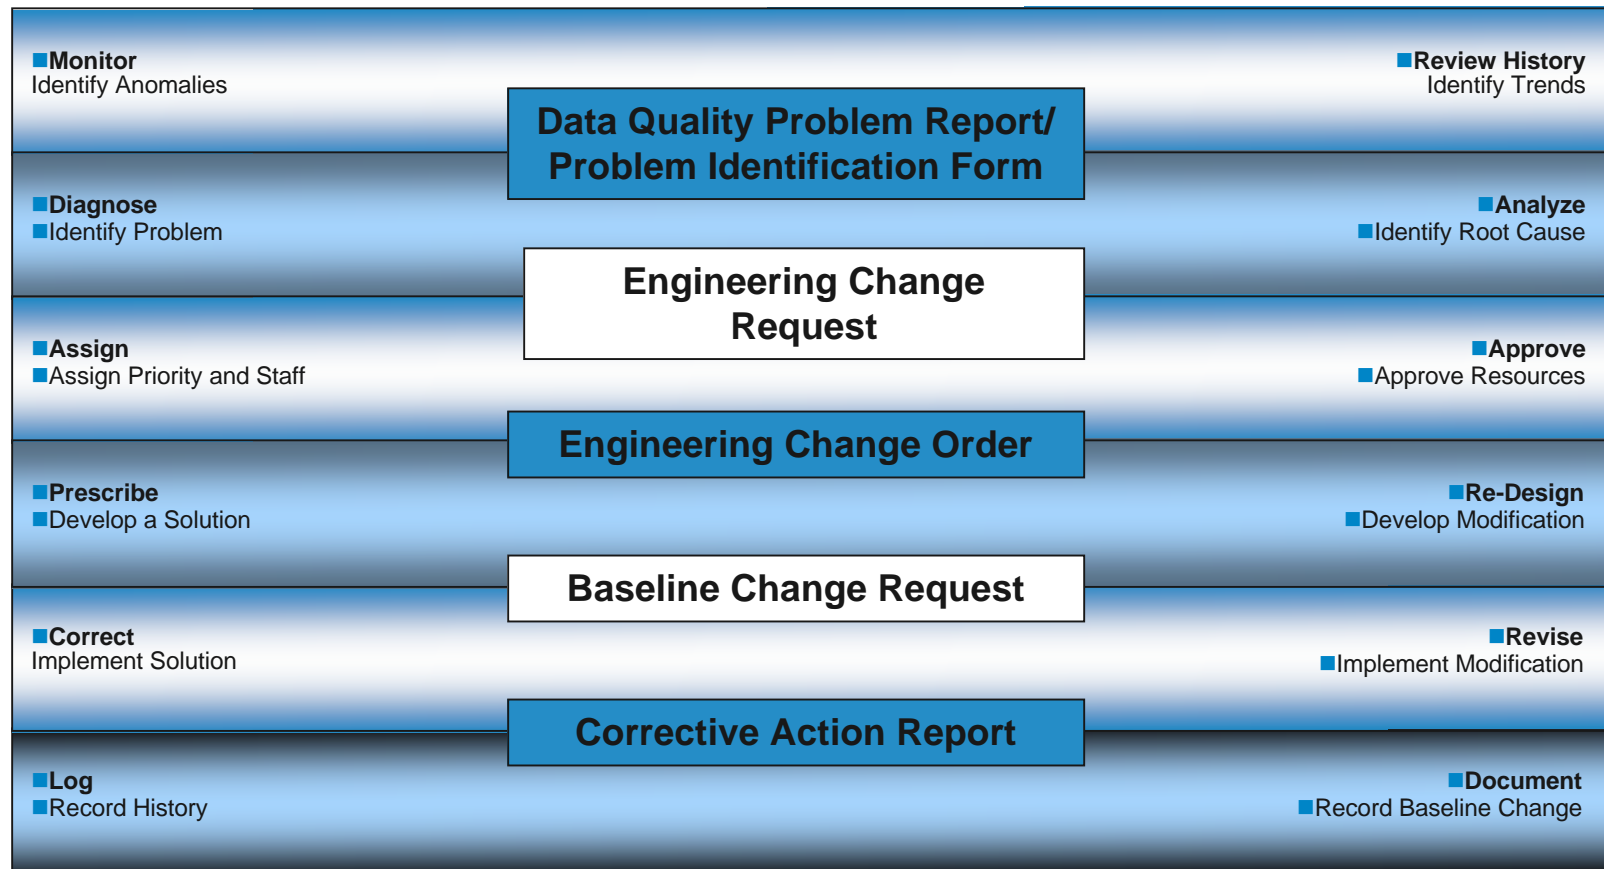 ■Monitor
Identify Anomalies
■Review History
Identify Trends
Data Quality Problem Report/
Problem Identification Form
■Diagnose
■Identify Problem
■Analyze
■Identify Root Cause
Engineering Change
Request
■Assign
■Assign Priority and Staff
■Approve
■Approve Resources
Engineering Change Order
■Prescribe
■Develop a Solution
■Re-Design
■Develop Modification
Baseline Change Request
■Correct
Implement Solution
■Revise
■Implement Modification
Corrective Action Report
■Log
■Record History
■Document
■Record Baseline Change